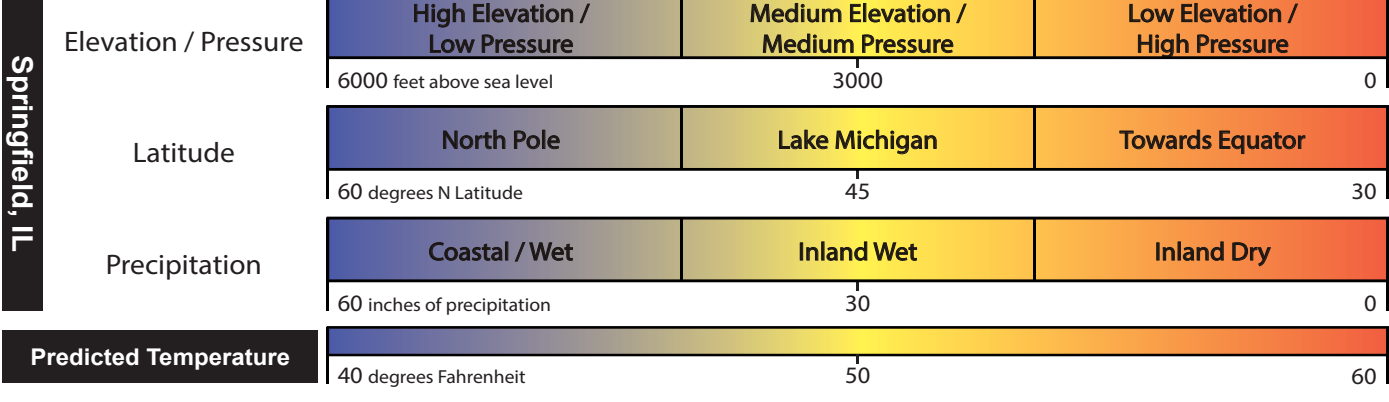 Springfield, IL
Elevation / Pressure
High Elevation /
Low Pressure
Medium Elevation /
Medium Pressure
Low Elevation /
High Pressure
6000 feet above sea level
3000
0
Latitude
North Pole
Lake Michigan
Towards Equator
60 degrees N Latitude
45
30
Precipitation
Coastal / Wet
Inland Wet
Inland Dry
60 inches of precipitation
30
0
Predicted Temperature
40 degrees Fahrenheit
50
60